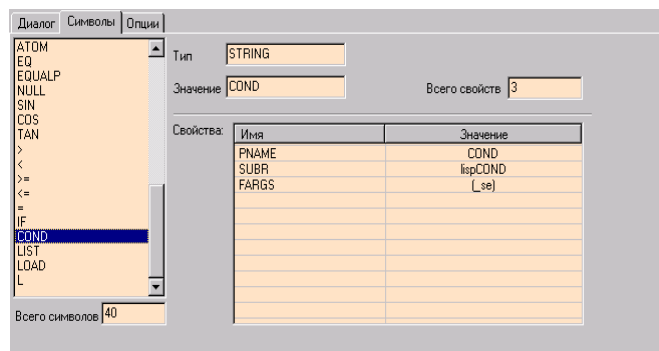 Диалог Символы Опции
ATOM
EQ
EQUALP
NULL
SIN
COS
TAN
>
<
>=
<=
=
IF
COND
LIST
LOAD
L
Всего символов 40
Тип STRING
Значение COND Всего свойств 3
Свойства: Имя Значение
PNAME COND
SUBR lispCOND
FARGS (_se)